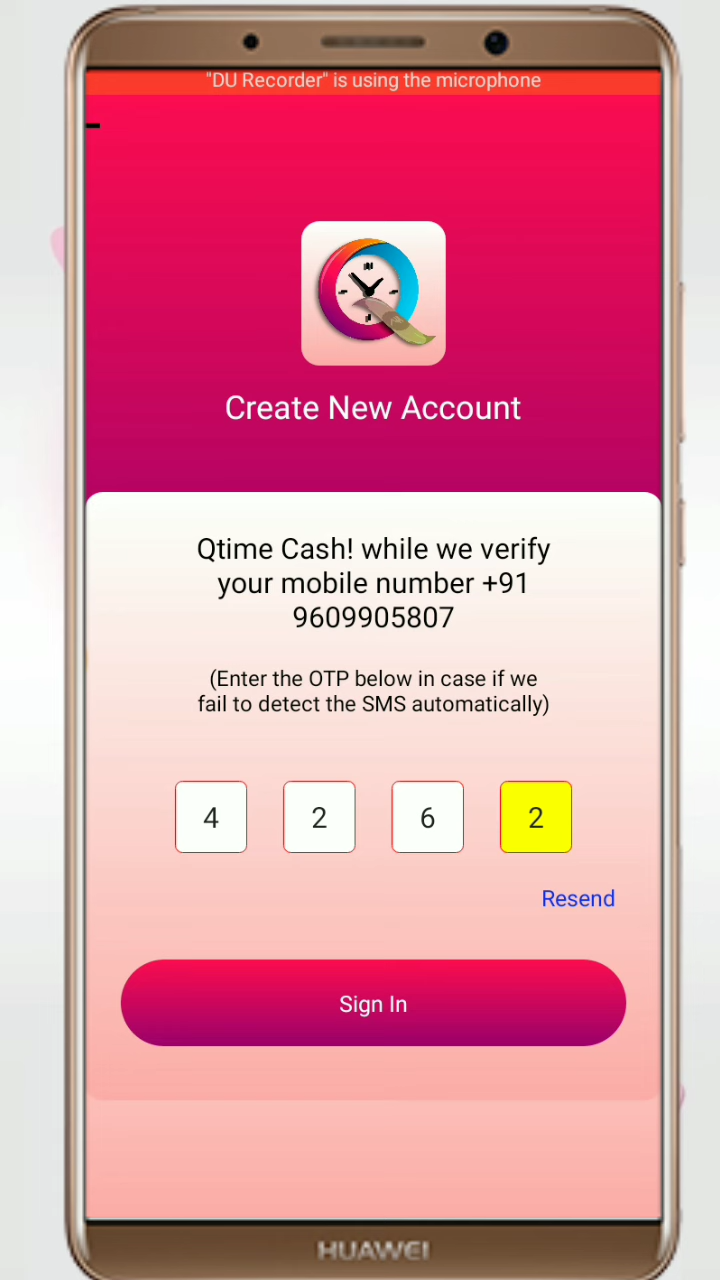 "DU Recorder" is using the microphone
Create New Account
Qtime Cash! while we verify
your mobile number +91
9609905807
(Enter the OTP below in case if we
fail to detect the SMS automatically)
4 2 6 2
Resend
Sign In
HUAWEI